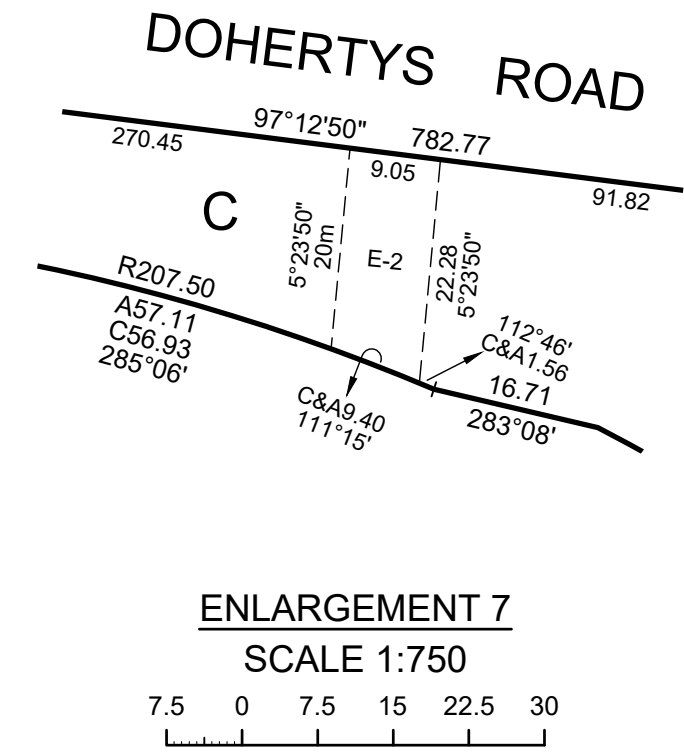 DOHERTYS ROAD
97°12'50" 782.77
270.45 9.05 91.82
C
5°23'50"
20m
E-2
22.28
5°23'50"
R207.50
A57.11
C56.93
285°06'
112°46'
C&A1.56
16.71
283°08'
C&A9.40
111°15'
ENLARGEMENT 7
SCALE 1:750
7.5 0 7.5 15 22.5 30